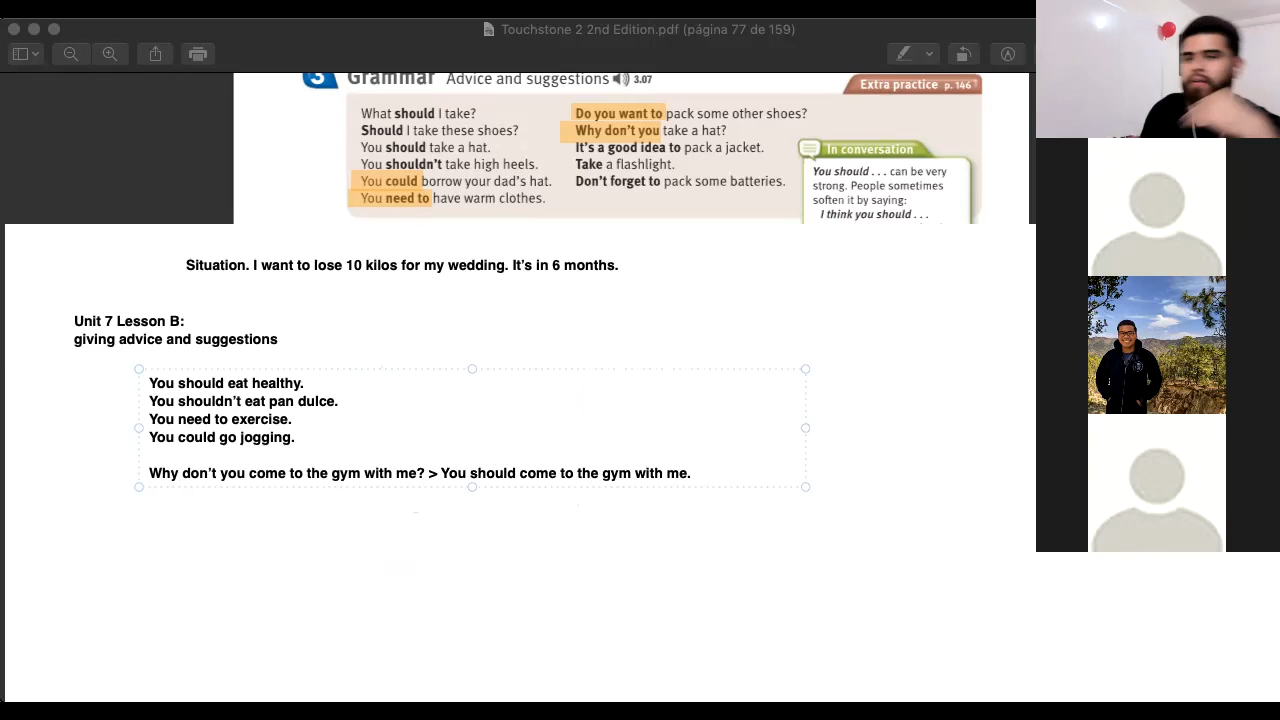 Touchstone 2 2nd Edition.pdf (página 77 de 159)
3 Grammar Advice and suggestions 3.07
Extra practice p. 146
What should I take?
Should I take these shoes?
You should take a hat.
You shouldn't take high heels.
You could borrow your dad's hat.
You need to have warm clothes.
Do you want to pack some other shoes?
Why don't you take a hat?
It's a good idea to pack a jacket.
Take a flashlight.
Don't forget to pack some batteries.
In conversation
You should . . . can be very
strong. People sometimes
soften it by saying:
I think you should . . .
Situation. I want to lose 10 kilos for my wedding. It's in 6 months.
Unit 7 Lesson B:
giving advice and suggestions
You should eat healthy.
You shouldn't eat pan dulce.
You need to exercise.
You could go jogging.
Why don't you come to the gym with me? > You should come to the gym with me.